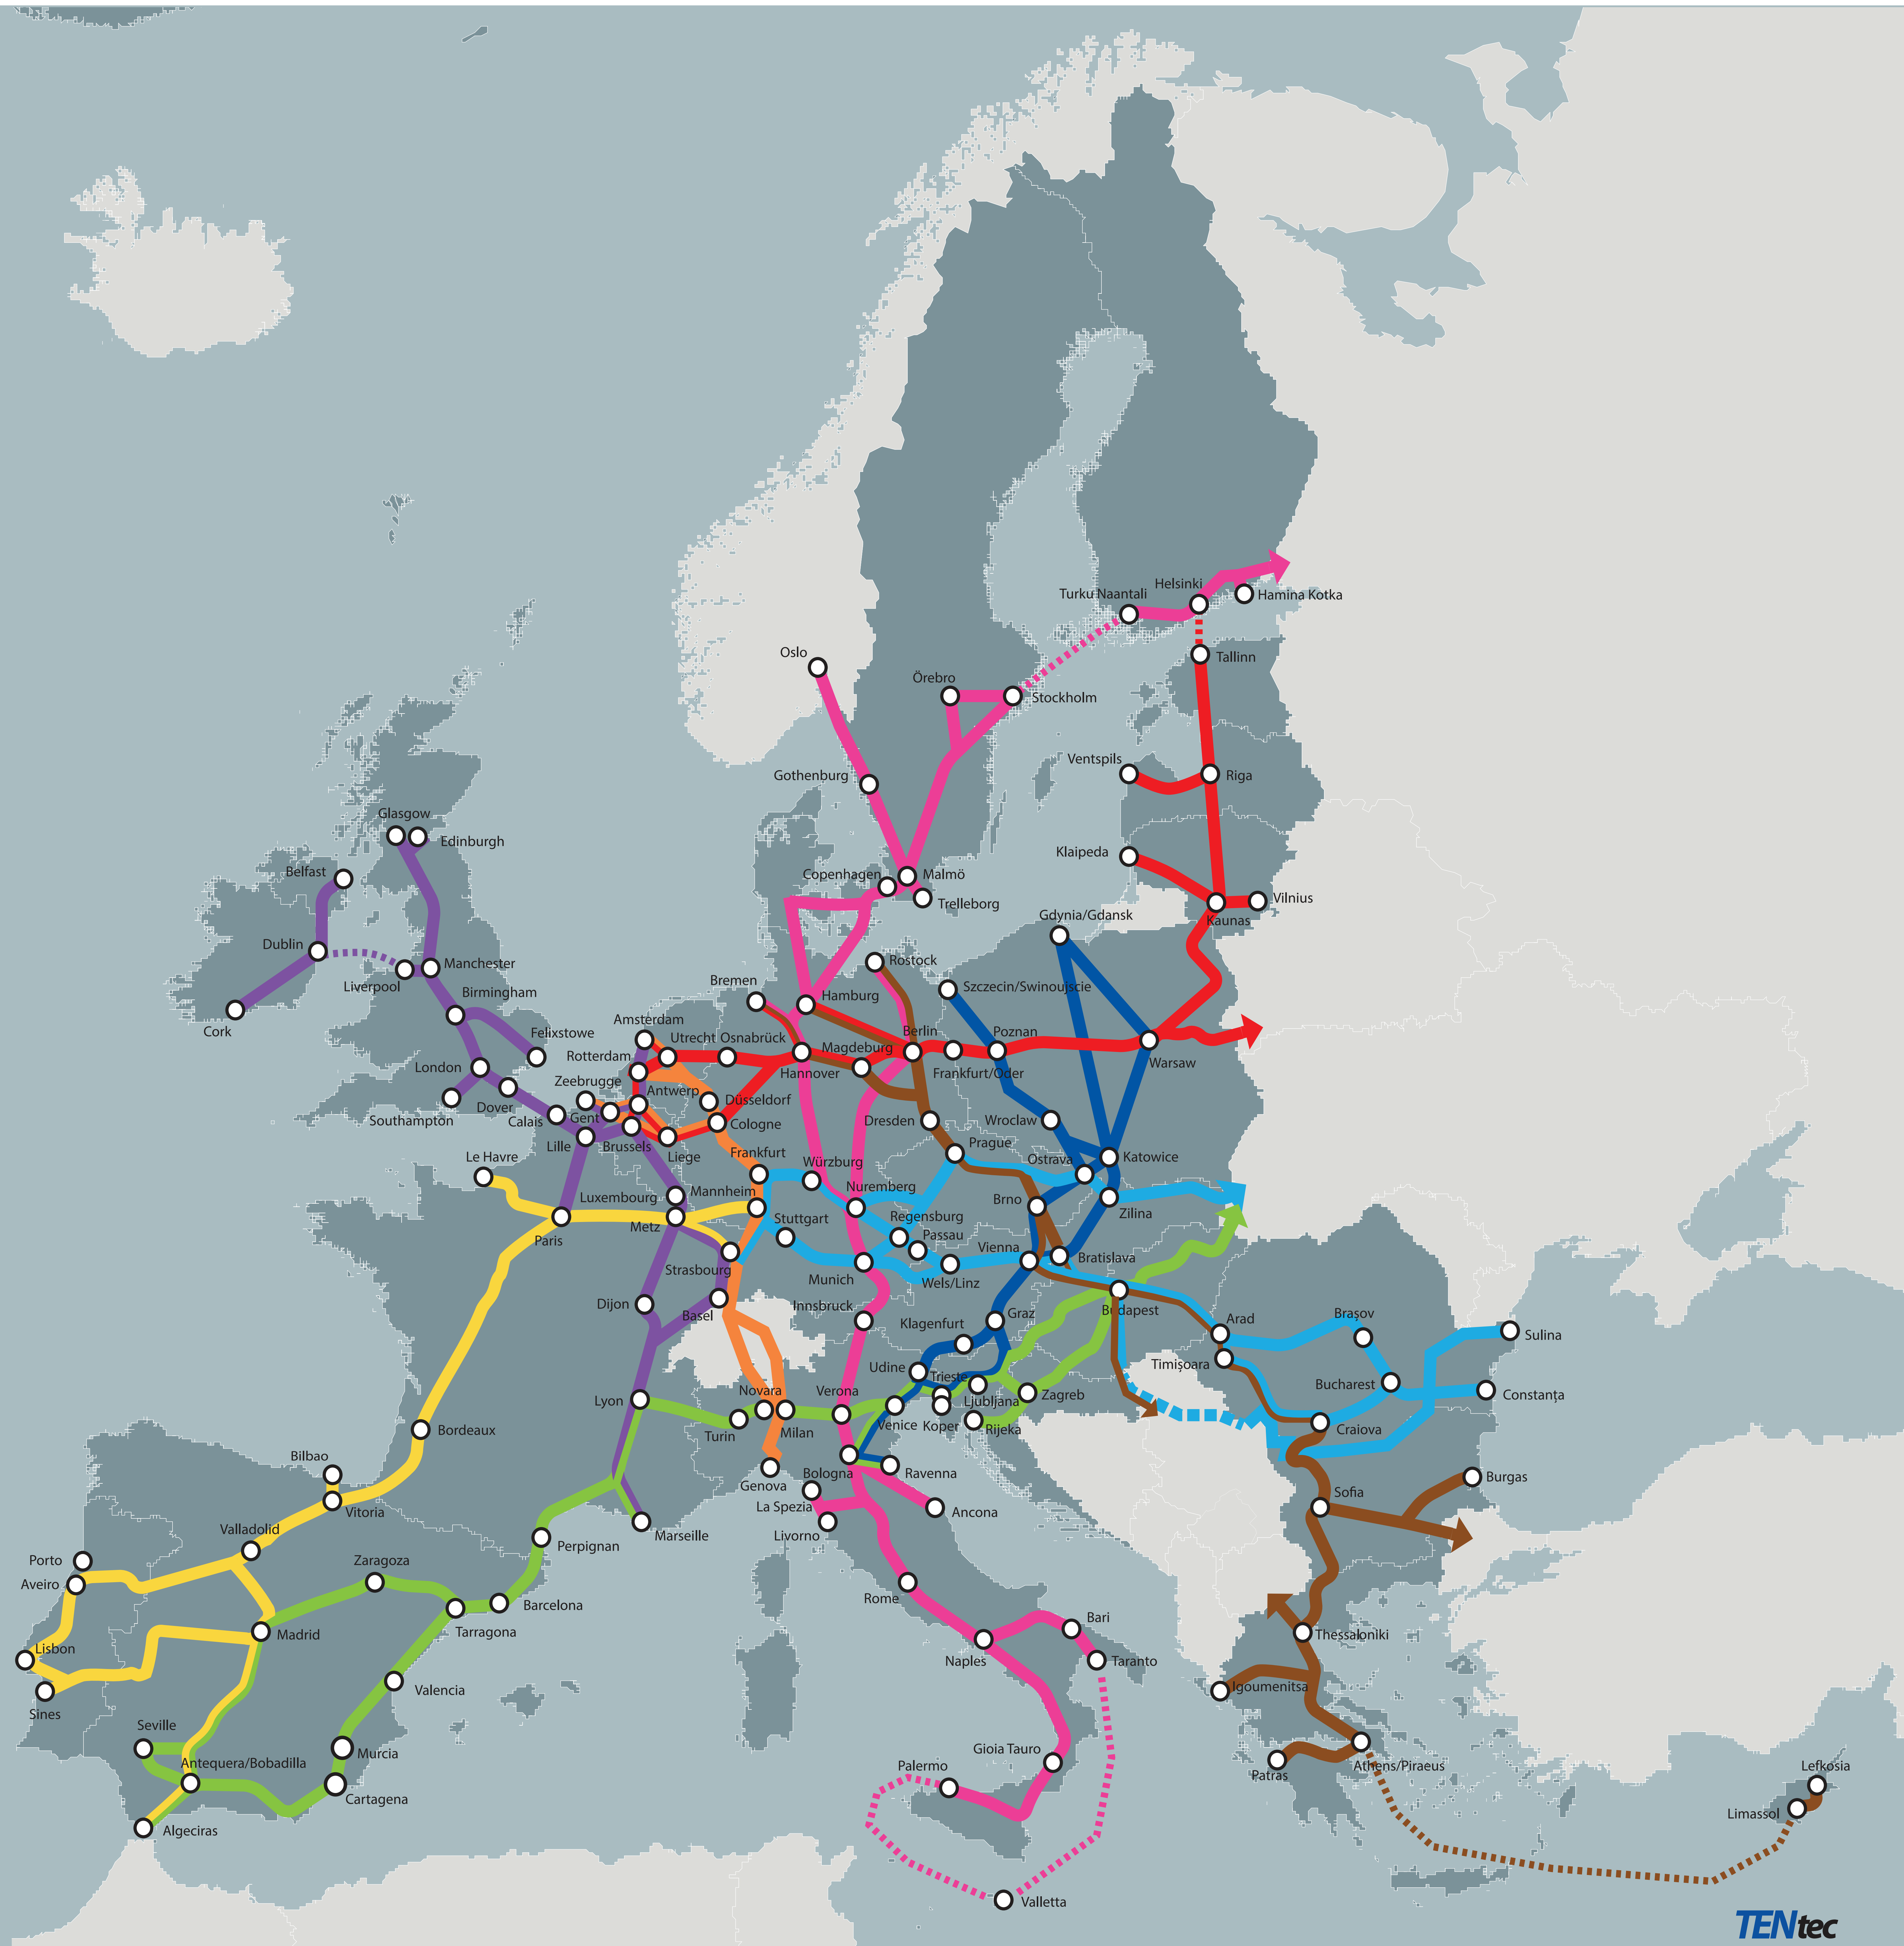 Helsinki
Turku Naantali
Hamina Kotka
Oslo
Tallinn
Örebro
Stockholm
Ventspils
Gothenburg
Riga
Glasgow
Edinburgh
Klaipeda
Belfast
Copenhagen
Malmö
Trelleborg
Vilnius
Gdynia/Gdansk
Kaunas
Dublin
Manchester
Rostock
Liverpool
Bremen
Szczecin/Swinoujscie
Birmingham
Hamburg
Cork
Amsterdam
Felixstowe
Utrecht
Osnabrück
Berlin
Poznan
Rotterdam
Magdeburg
Warsaw
London
Hannover
Frankfurt/Oder
Zeebrugge
Antwerp
Düsseldorf
Dover
Southampton
Calais
Gent
Cologne
Dresden
Wroclaw
Lille
Brussels
Liege
Prague
Le Havre
Frankfurt
Würzburg
Ostrava
Katowice
Luxembourg
Mannheim
Nuremberg
Brno
Zilina
Paris
Metz
Stuttgart
Regensburg
Passau
Vienna
Bratislava
Strasbourg
Munich
Wels/Linz
Dijon
Basel
Innsbruck
Graz
Budapest
Klagenfurt
Arad
Braşov
Sulina
Udine
Trieste
Timişoara
Bucharest
Lyon
Novara
Verona
Ljubljana
Zagreb
Constanţa
Turin
Milan
Venice
Koper
Rijeka
Craiova
Bordeaux
Bilbao
Genova
Bologna
Ravenna
Burgas
Vitoria
La Spezia
Ancona
Sofia
Valladolid
Livorno
Marseille
Perpignan
Porto
Zaragoza
Aveiro
Rome
Barcelona
Bari
Tarragona
Madrid
Thessaloniki
Lisbon
Naples
Taranto
Valencia
Igoumenitsa
Sines
Seville
Murcia
Gioia Tauro
Antequera/Bobadilla
Palermo
Patras
Athens/Piraeus
Lefkosia
Cartagena
Limassol
Algeciras
Valletta
TENtec